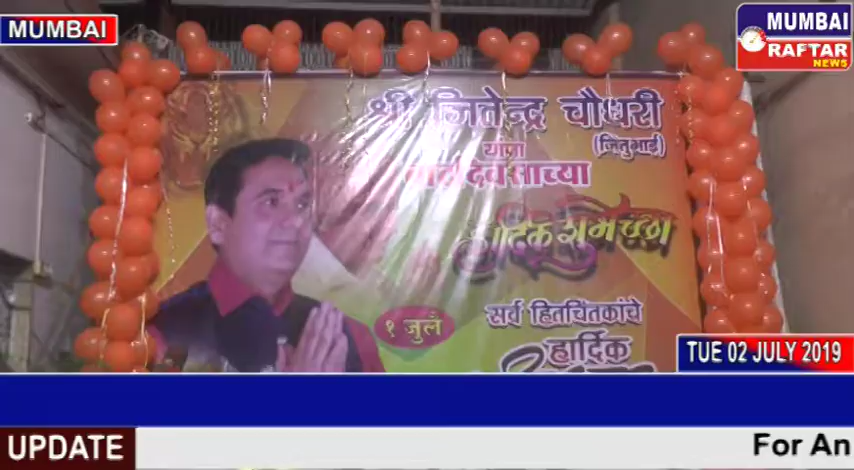 MUMBAI
MUMBAI
RAFTAR
NEWS
श्री जितेन्द्र चौधरी
(जितुभाई)
यांना
वाढदिवसाच्या
हार्दिक शुभेच्छा
१ जुलै
सर्व हितचिंतकांचे
हार्दिक
TUE 02 JULY 2019
UPDATE
For An